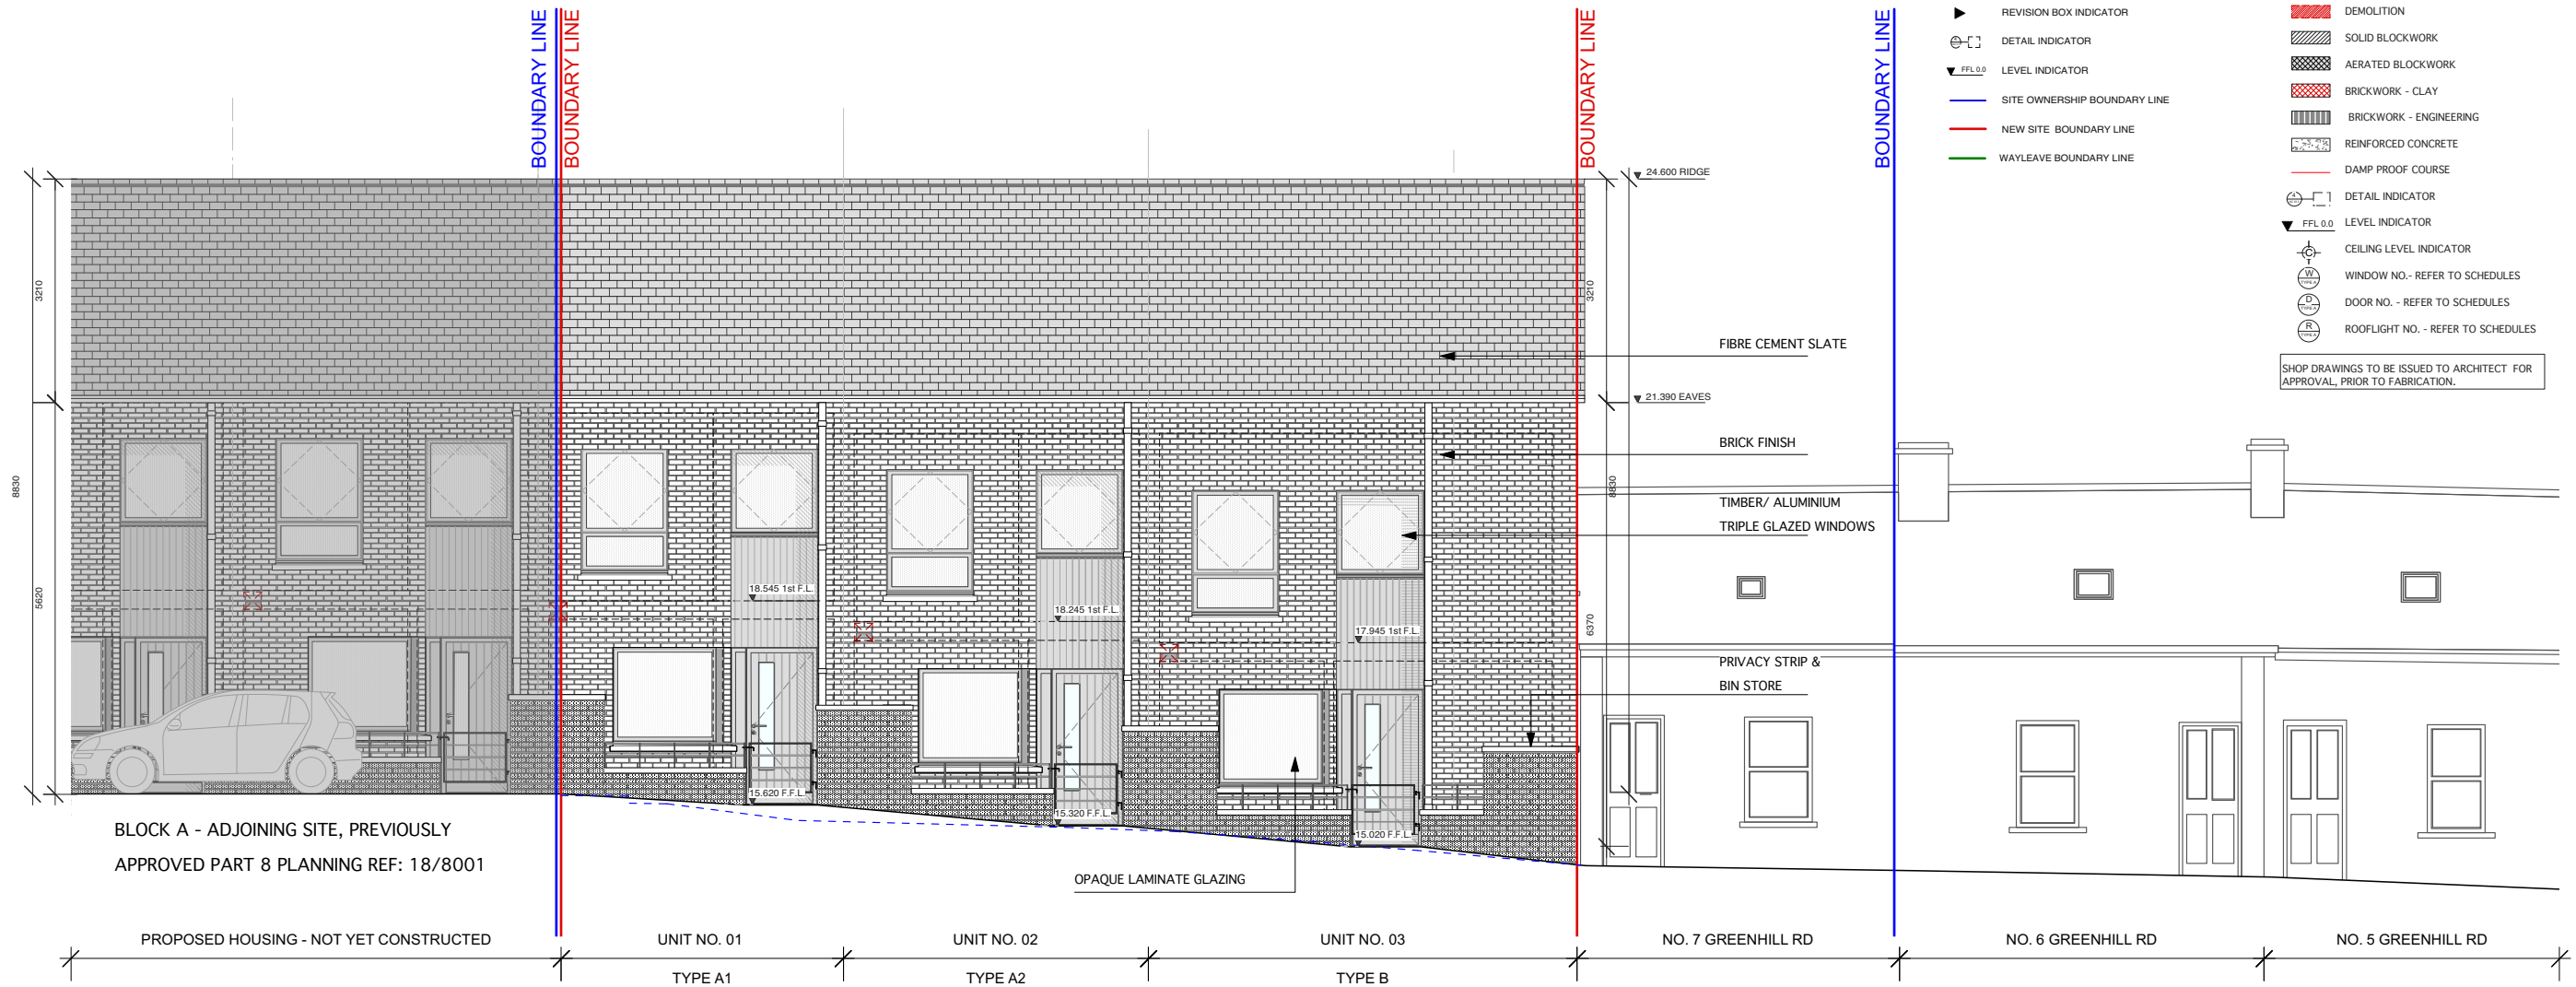 BOUNDARY LINE
BOUNDARY LINE
BOUNDARY LINE
BOUNDARY LINE
REVISION BOX INDICATOR
DETAIL INDICATOR
FFL 0.0 LEVEL INDICATOR
SITE OWNERSHIP BOUNDARY LINE
NEW SITE BOUNDARY LINE
WAYLEAVE BOUNDARY LINE
DEMOLITION
SOLID BLOCKWORK
AERATED BLOCKWORK
BRICKWORK - CLAY
BRICKWORK - ENGINEERING
REINFORCED CONCRETE
DAMP PROOF COURSE
DETAIL INDICATOR
FFL 0.0 LEVEL INDICATOR
C CEILING LEVEL INDICATOR
W TYPE A WINDOW NO.- REFER TO SCHEDULES
D TYPE A DOOR NO. - REFER TO SCHEDULES
R TYPE A ROOFLIGHT NO. - REFER TO SCHEDULES
SHOP DRAWINGS TO BE ISSUED TO ARCHITECT FOR
APPROVAL, PRIOR TO FABRICATION.
24.600 RIDGE
3210
3210
FIBRE CEMENT SLATE
21.390 EAVES
BRICK FINISH
8830
8830
TIMBER/ ALUMINIUM
TRIPLE GLAZED WINDOWS
5620
6370
18.545 1st F.L.
18.245 1st F.L.
17.945 1st F.L.
PRIVACY STRIP &
BIN STORE
15.620 F.F.L.
15.320 F.F.L.
15.020 F.F.L.
BLOCK A - ADJOINING SITE, PREVIOUSLY
APPROVED PART 8 PLANNING REF: 18/8001
OPAQUE LAMINATE GLAZING
PROPOSED HOUSING - NOT YET CONSTRUCTED
UNIT NO. 01
UNIT NO. 02
UNIT NO. 03
NO. 7 GREENHILL RD
NO. 6 GREENHILL RD
NO. 5 GREENHILL RD
TYPE A1
TYPE A2
TYPE B